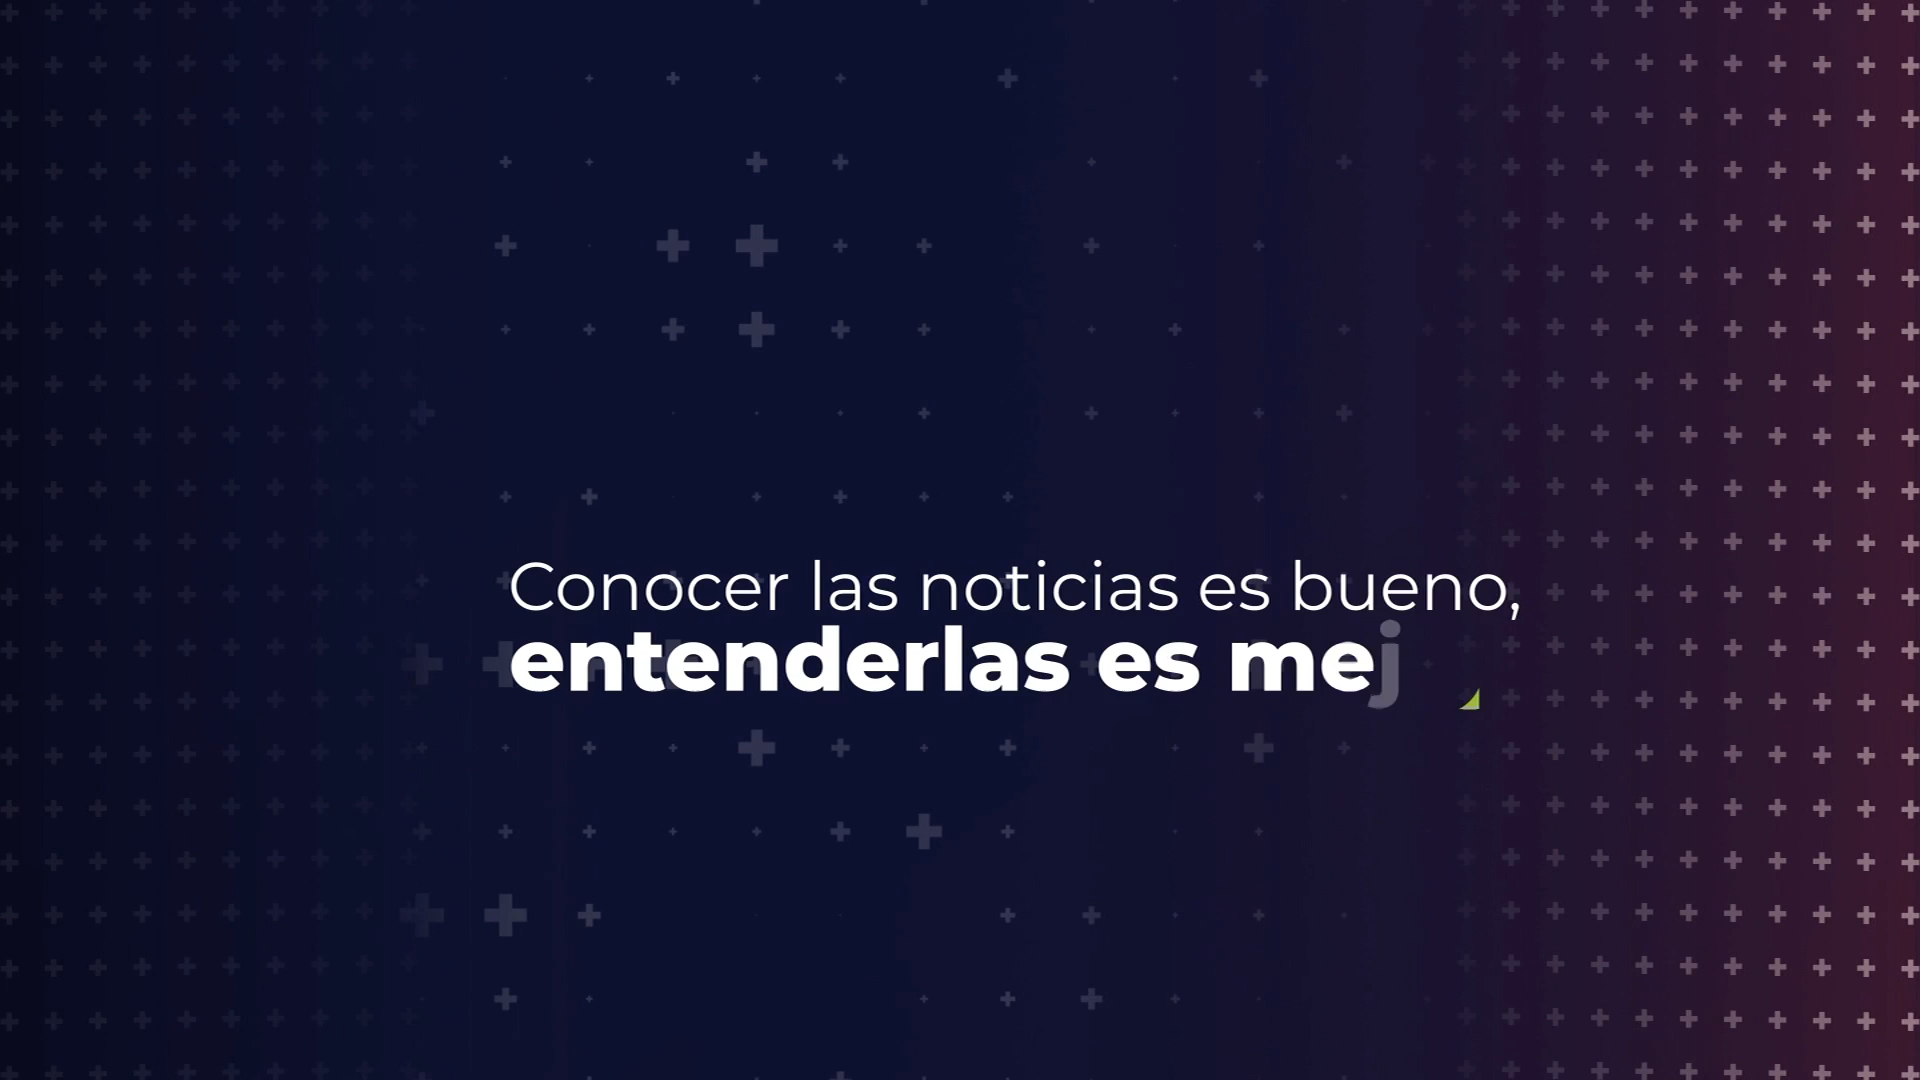 Conocer las noticias es bueno,
entenderlas es mej